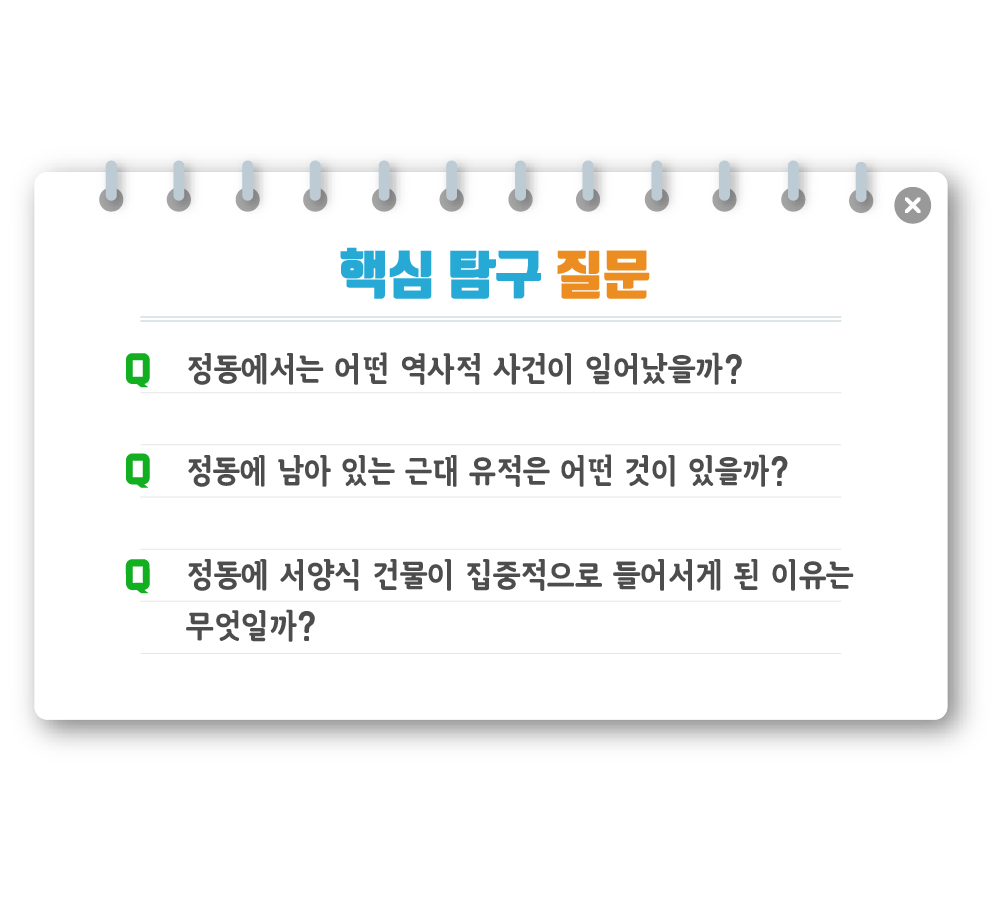 핵심 탐구 질문
Q 정동에서는 어떤 역사적 사건이 일어났을까?
Q 정동에 남아 있는 근대 유적은 어떤 것이 있을까?
Q 정동에 서양식 건물이 집중적으로 들어서게 된 이유는
무엇일까?